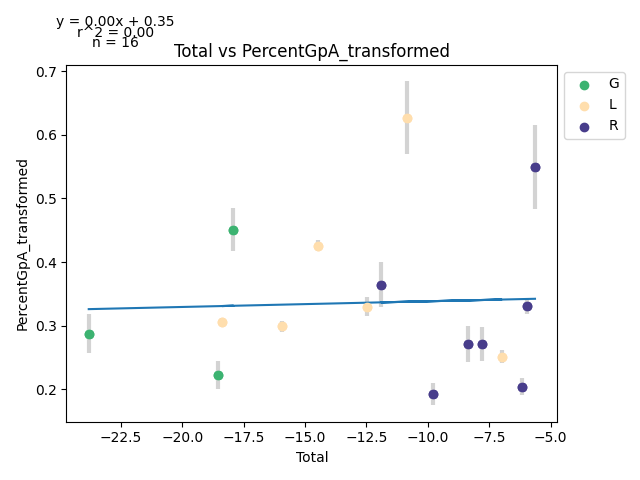 y = 0.00x + 0.35
r^2 = 0.00
n = 16
Total vs PercentGpA_transformed
0.7
0.6
0.5
0.4
0.3
0.2
PercentGpA_transformed
−22.5
−20.0
−17.5
−15.0
−12.5
−10.0
−7.5
−5.0
Total
G
L
R